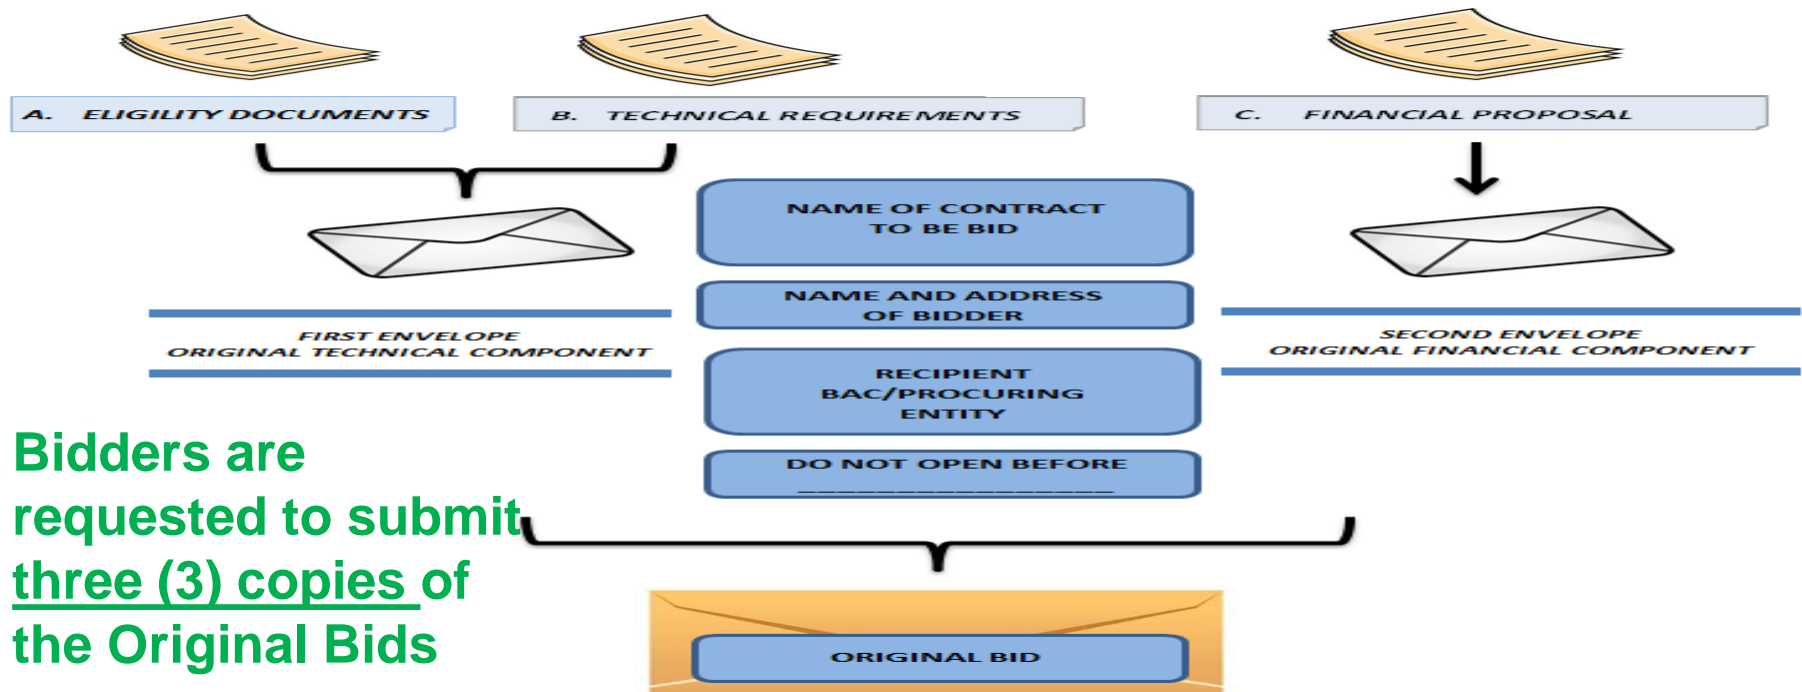 A. ELIGILITY DOCUMENTS
B. TECHNICAL REQUIREMENTS
C. FINANCIAL PROPOSAL
NAME OF CONTRACT
TO BE BID
NAME AND ADDRESS
OF BIDDER
FIRST ENVELOPE
ORIGINAL TECHNICAL COMPONENT
SECOND ENVELOPE
ORIGINAL FINANCIAL COMPONENT
RECIPIENT
BAC/PROCURING
ENTITY
DO NOT OPEN BEFORE
__________________
Bidders are
requested to submit
three (3) copies of
the Original Bids
ORIGINAL BID